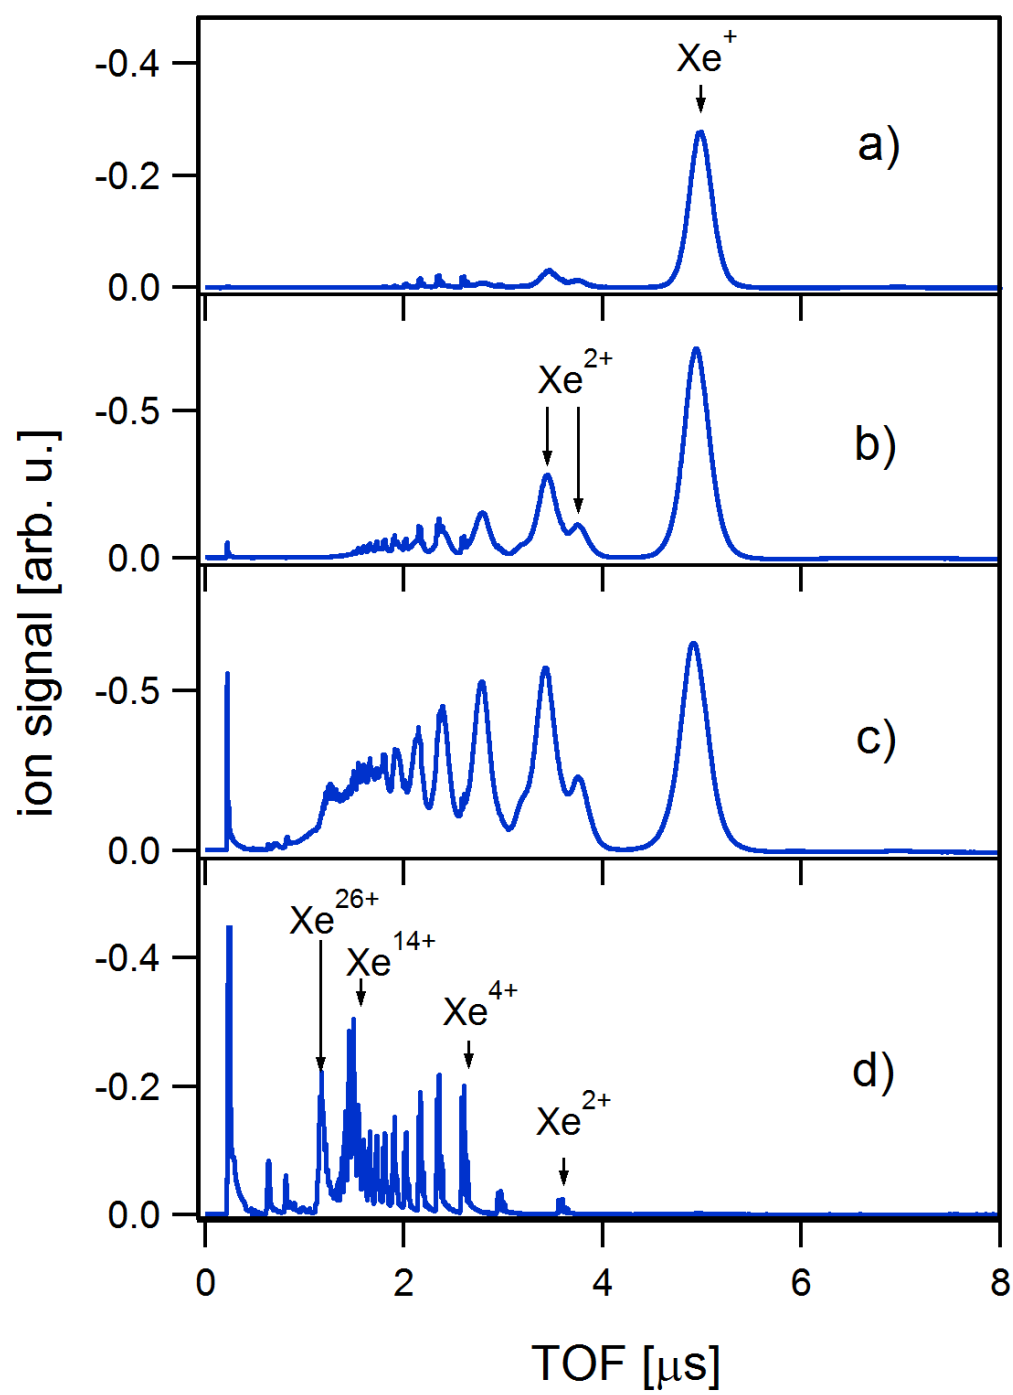 Xe+
-0.4
a)
-0.2
0.0
Xe2+
-0.5
b)
0.0
-0.5
c)
0.0
Xe26+
Xe14+
-0.4
Xe4+
d)
-0.2
Xe2+
0.0
0 2 4 6 8
TOF [μs]
ion signal [arb. u.]